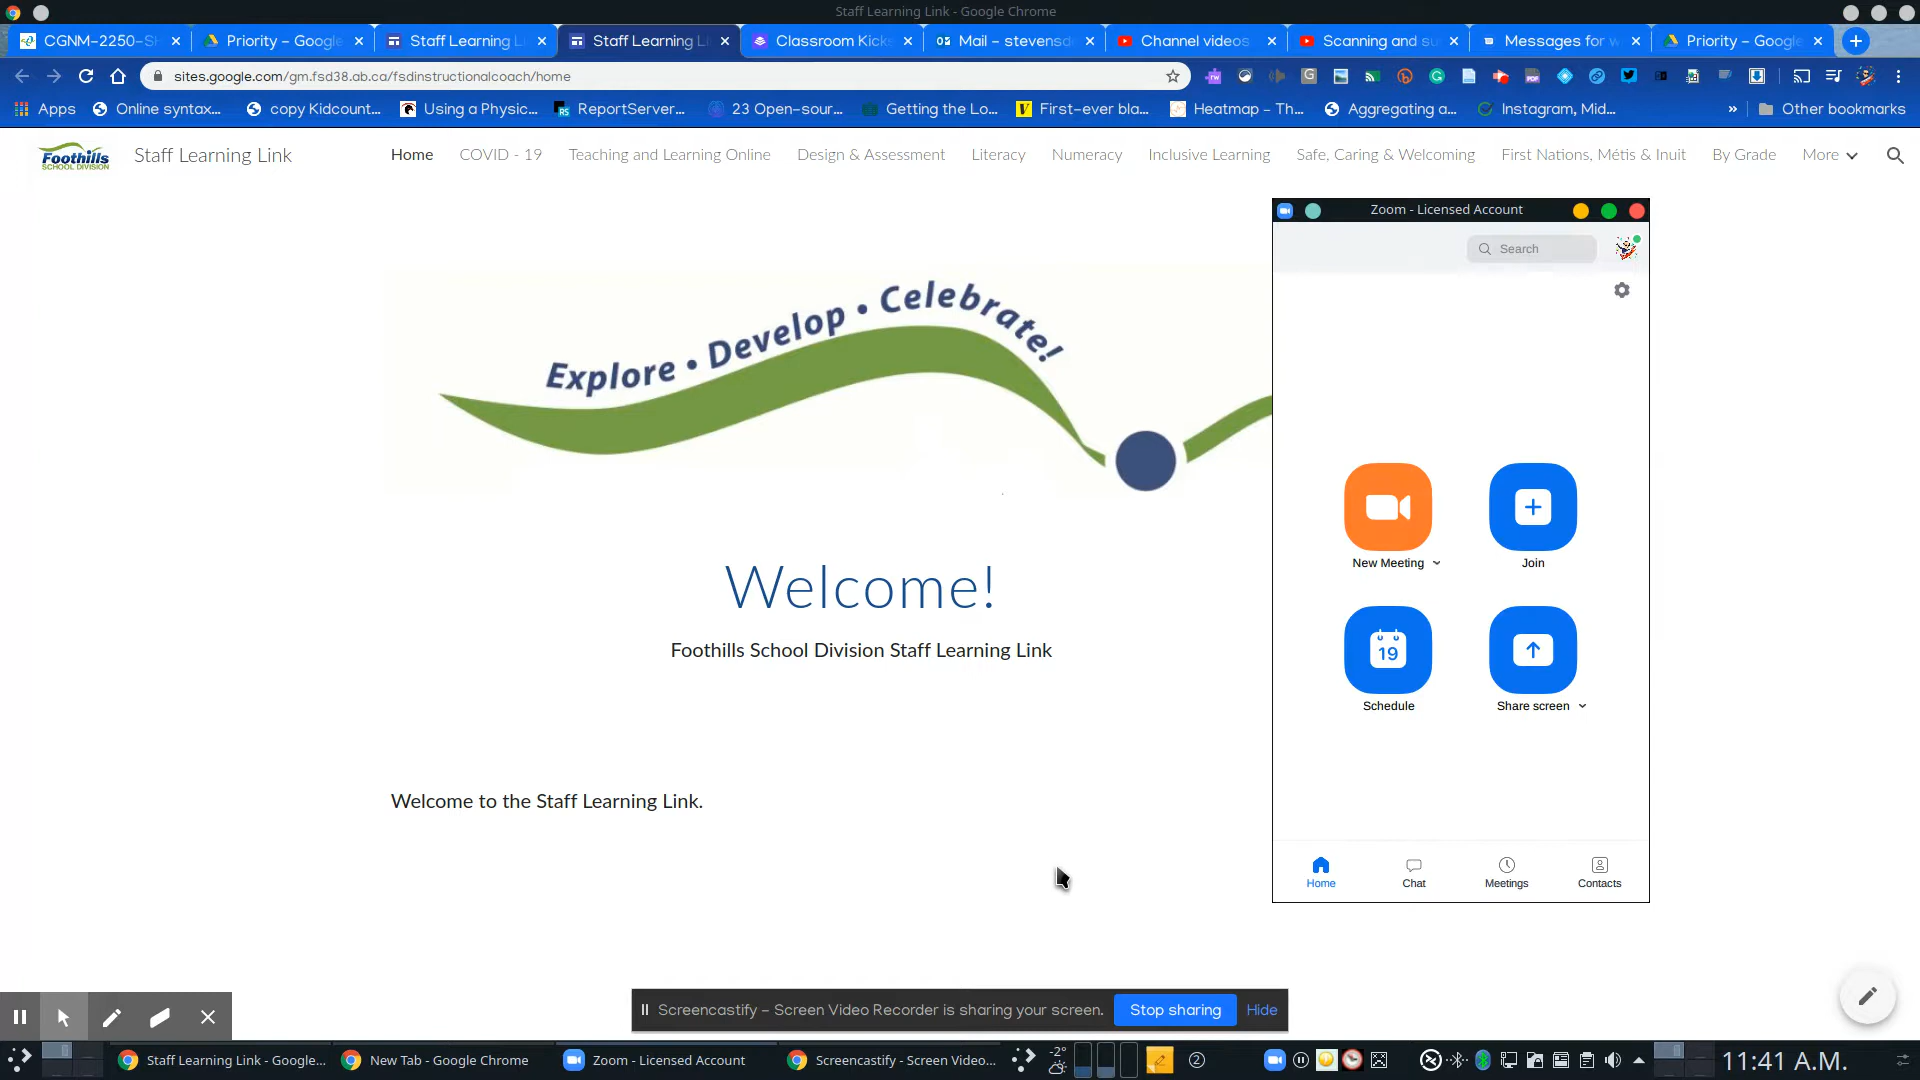 Staff Learning Link - Google Chrome
CGNM-2250-S
Priority – Google
Staff Learning L
Staff Learning L
Classroom Kicks
Mail – stevensd
Channel videos
Scanning and su
Messages for w
Priority – Google
sites.google.com/gm.fsd38.ab.ca/fsdinstructionalcoach/home
Apps
Online syntax...
copy Kidcount...
Using a Physic...
ReportServer...
23 Open-sour...
Getting the Lo...
First-ever bla...
Heatmap – Th...
Aggregating a...
Instagram, Mid...
»
Other bookmarks
Foothills
SCHOOL DIVISION
Staff Learning Link
Home
COVID - 19
Teaching and Learning Online
Design & Assessment
Literacy
Numeracy
Inclusive Learning
Safe, Caring & Welcoming
First Nations, Métis & Inuit
By Grade
More
Explore • Develop • Celebrate!
Welcome!
Foothills School Division Staff Learning Link
Welcome to the Staff Learning Link.
Zoom - Licensed Account
Search
New Meeting
Join
19
Schedule
Share screen
Home
Chat
Meetings
Contacts
Screencastify – Screen Video Recorder is sharing your screen.
Stop sharing
Hide
Staff Learning Link - Google...
New Tab - Google Chrome
Zoom - Licensed Account
Screencastify - Screen Video...
-2°
2
11:41 A.M.